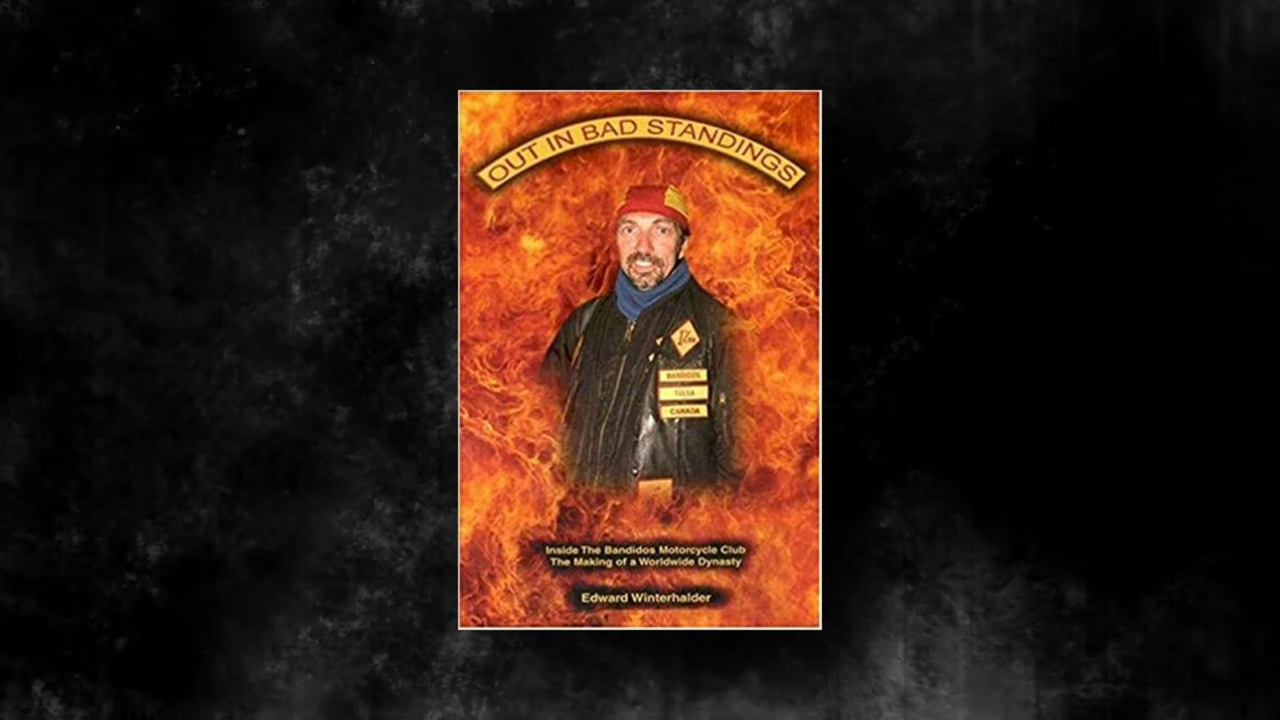 OUT IN BAD STANDINGS
1%
BANDIDOS
TULSA
CANADA
Inside The Bandidos Motorcycle Club
The Making of a Worldwide Dynasty
Edward Winterhalder